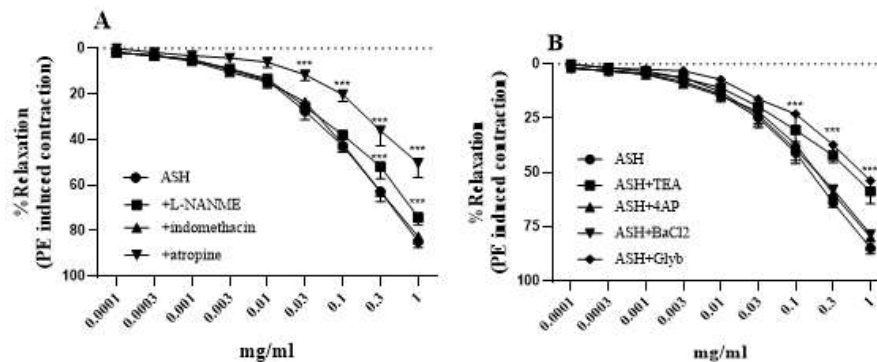 A
% Relaxation
(PE induced contraction)
0
20
40
60
80
100
***
***
***
***
***
***
ASH
+L-NANME
+indomethacin
+atropine
0.0001
0.0003
0.001
0.003
0.01
0.03
0.1
0.3
1
mg/ml
B
% Relaxation
(PE induced contraction)
0
25
50
75
100
***
***
***
ASH
ASH+TEA
ASH+4AP
ASH+BaCl2
ASH+Glyb
0.0001
0.0003
0.001
0.003
0.01
0.03
0.1
0.3
1
mg/ml